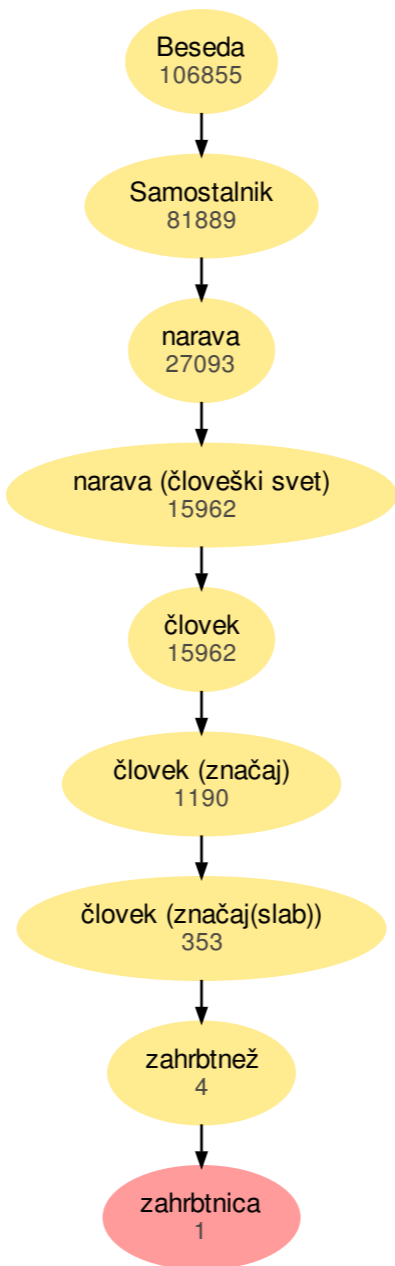 Beseda
106855
Samostalnik
81889
narava
27093
narava (človeški svet)
15962
človek
15962
človek (značaj)
1190
človek (značaj(slab))
353
zahrbtnež
4
zahrbtnica
1